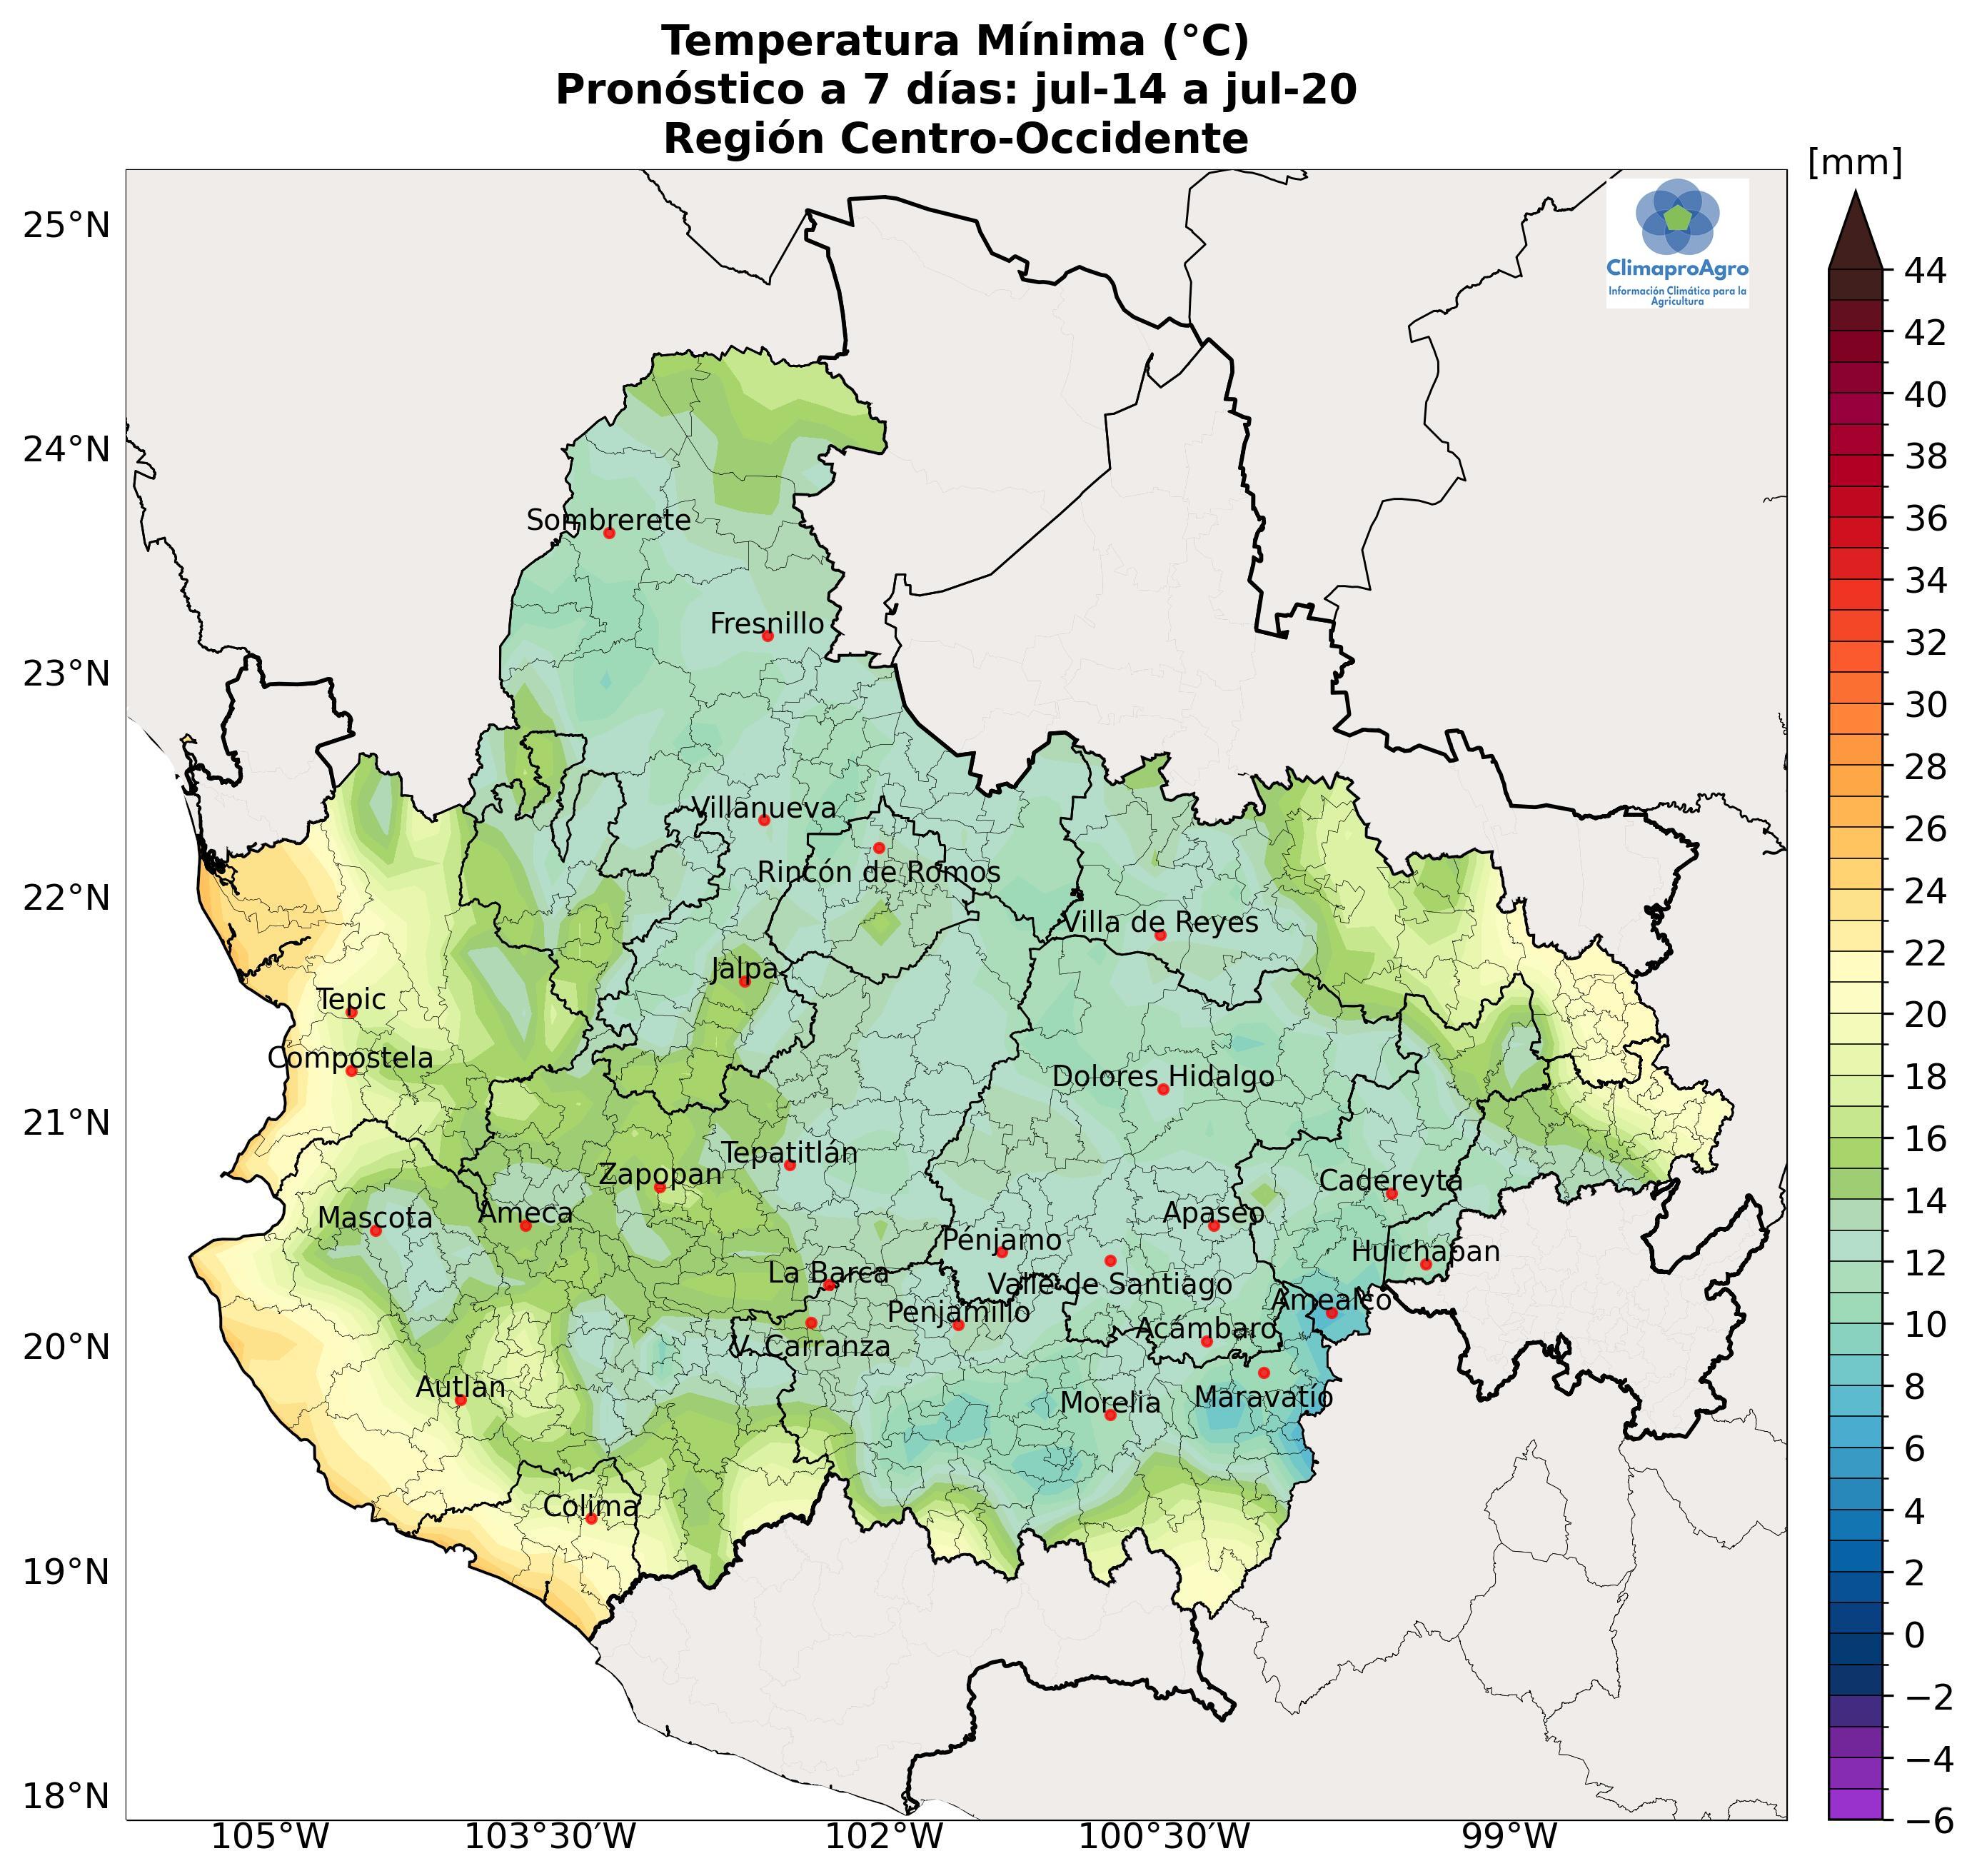 Temperatura Mínima (°C)
Pronóstico a 7 días: jul-14 a jul-20
Región Centro-Occidente
[mm]
ClimaproAgro
Información Climática para la
Agricultura
25°N
24°N
23°N
22°N
21°N
20°N
19°N
18°N
Sombrerete
Fresnillo
Villanueva
Rincón de Romos
Villa de Reyes
Jalpa
Tepic
Compostela
Dolores Hidalgo
Tepatitlán
Zapopan
Cadereyta
Mascota
Ameca
Apaseo
Pénjamo
Huichapan
La Barca
Valle de Santiago
Amealco
Penjamillo
Acámbaro
V. Carranza
Autlan
Maravatío
Morelia
Colima
44
42
40
38
36
34
32
30
28
26
24
22
20
18
16
14
12
10
8
6
4
2
0
−2
−4
−6
105°W 103°30'W 102°W 100°30'W 99°W